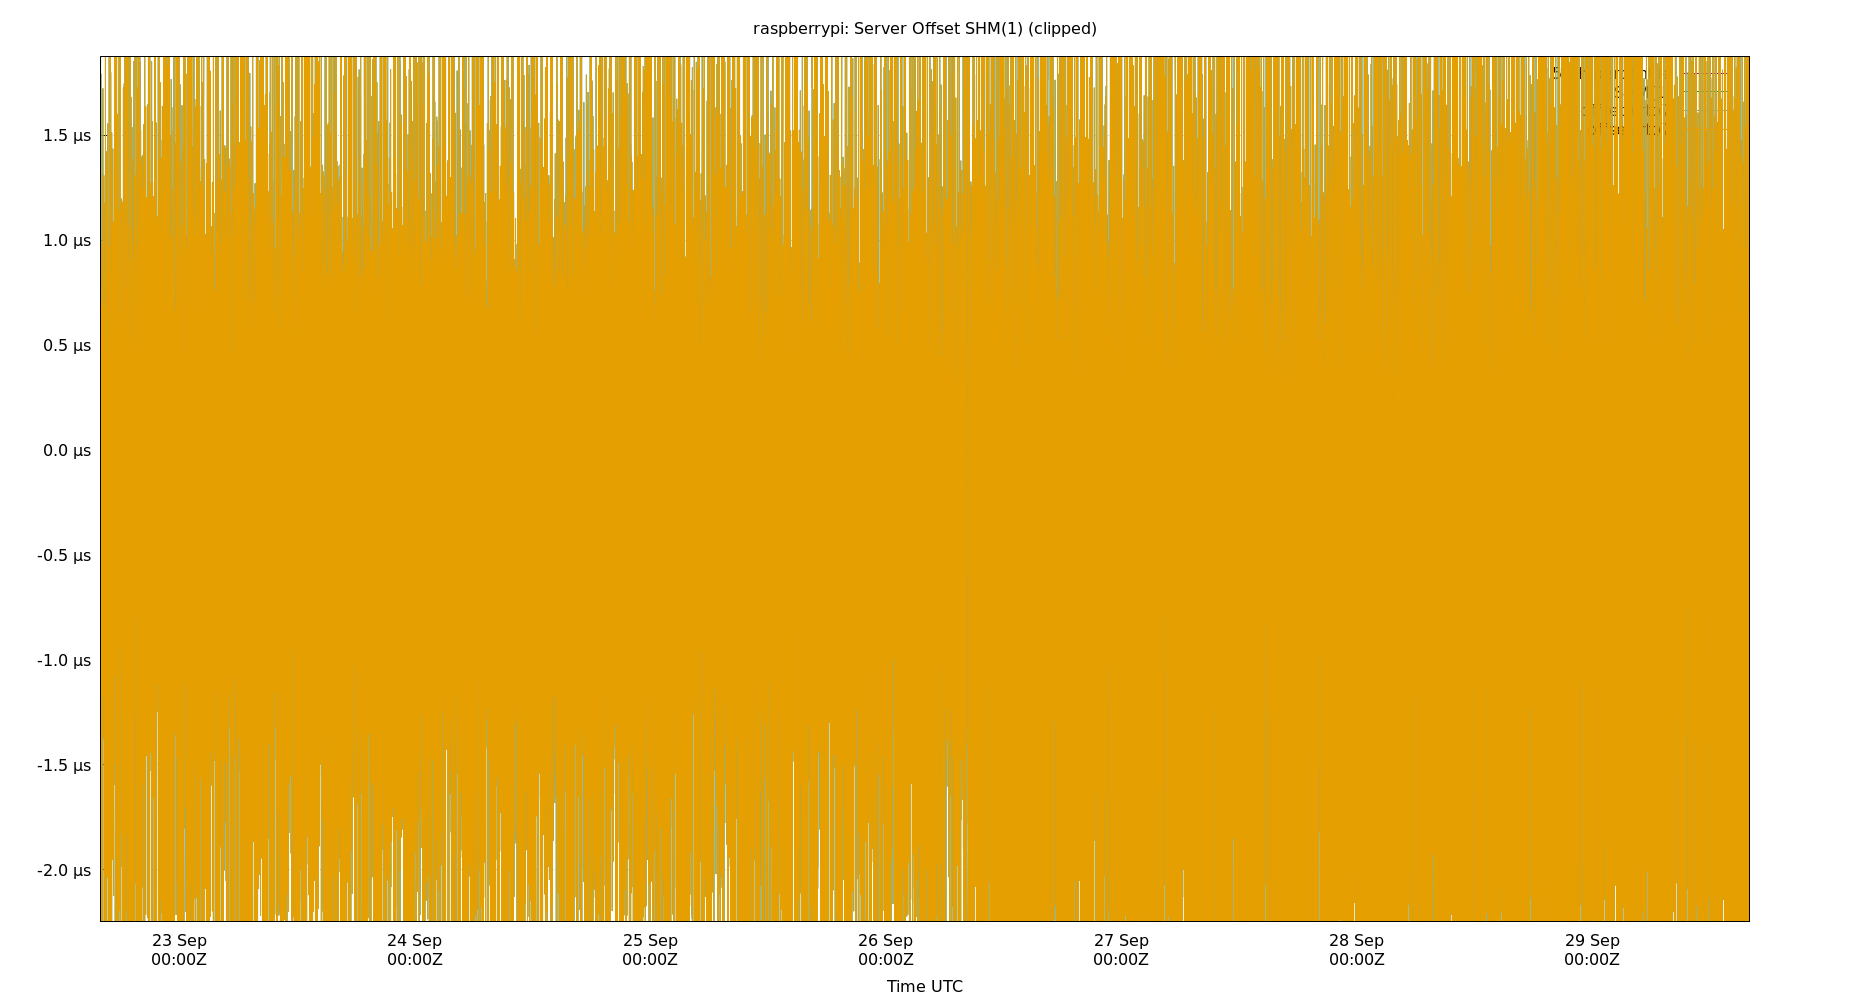 raspberrypi: Server Offset SHM(1) (clipped)
1.5 µs
1.0 µs
0.5 µs
0.0 µs
-0.5 µs
-1.0 µs
-1.5 µs
-2.0 µs
23 Sep 24 Sep 25 Sep 26 Sep 27 Sep 28 Sep 29 Sep
00:00Z 00:00Z 00:00Z 00:00Z 00:00Z 00:00Z 00:00Z
Time UTC